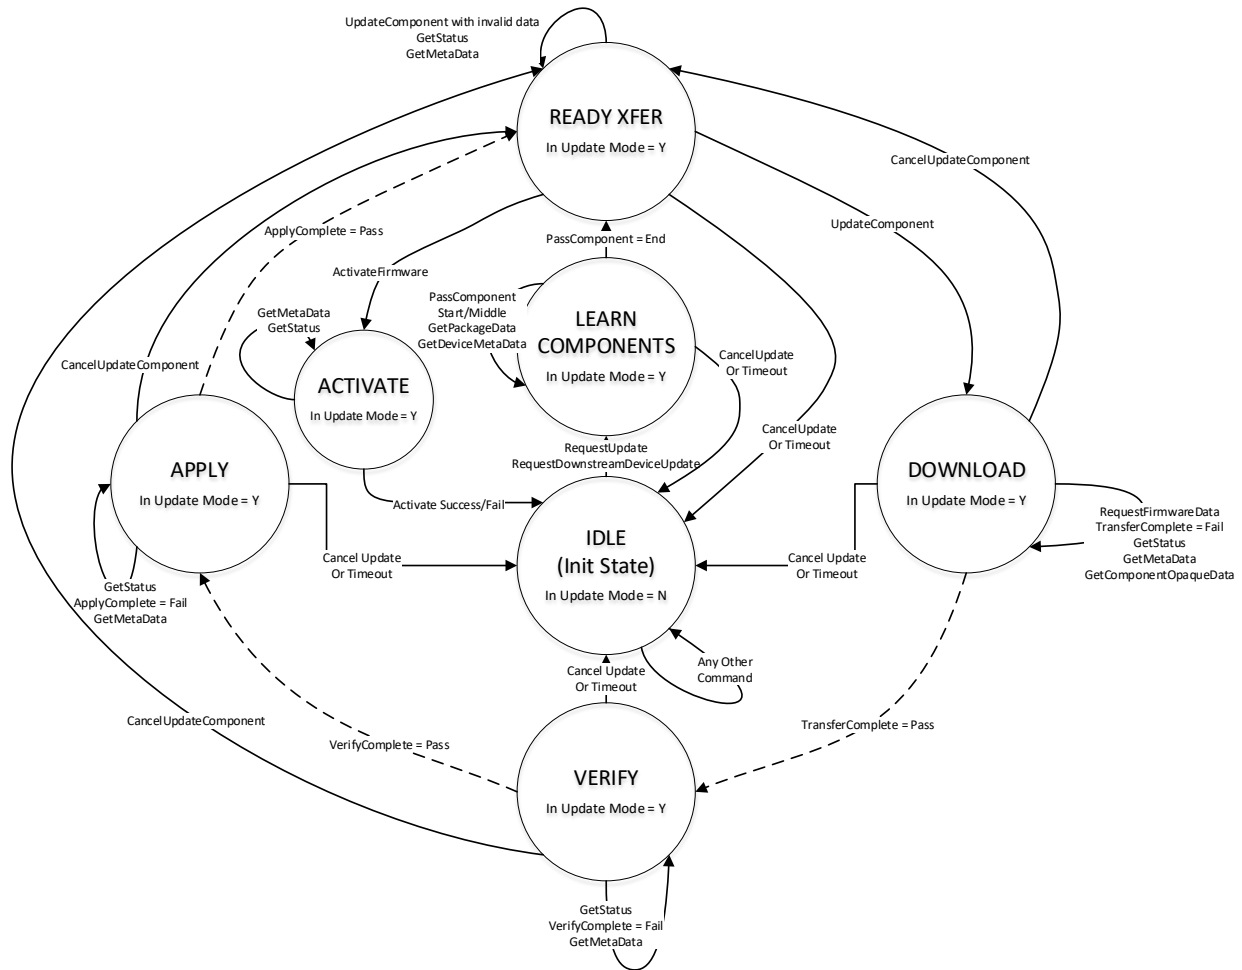 UpdateComponent with invalid data
GetStatus
GetMetaData
READY XFER
In Update Mode = Y
CancelUpdateComponent
UpdateComponent
ApplyComplete = Pass
PassComponent = End
ActivateFirmware
PassComponent
Start/Middle
GetPackageData
GetDeviceMetaData
LEARN
COMPONENTS
In Update Mode = Y
GetMetaData
GetStatus
CancelUpdateComponent
ACTIVATE
In Update Mode = Y
CancelUpdate
Or Timeout
CancelUpdate
Or Timeout
RequestUpdate
RequestDownstreamDeviceUpdate
APPLY
In Update Mode = Y
DOWNLOAD
In Update Mode = Y
Activate Success/Fail
IDLE
(Init State)
In Update Mode = N
RequestFirmwareData
TransferComplete = Fail
GetStatus
GetMetaData
GetComponentOpaqueData
Cancel Update
Or Timeout
Cancel Update
Or Timeout
GetStatus
ApplyComplete = Fail
GetMetaData
Any Other
Command
Cancel Update
Or Timeout
CancelUpdateComponent
VerifyComplete = Pass
TransferComplete = Pass
VERIFY
In Update Mode = Y
GetStatus
VerifyComplete = Fail
GetMetaData